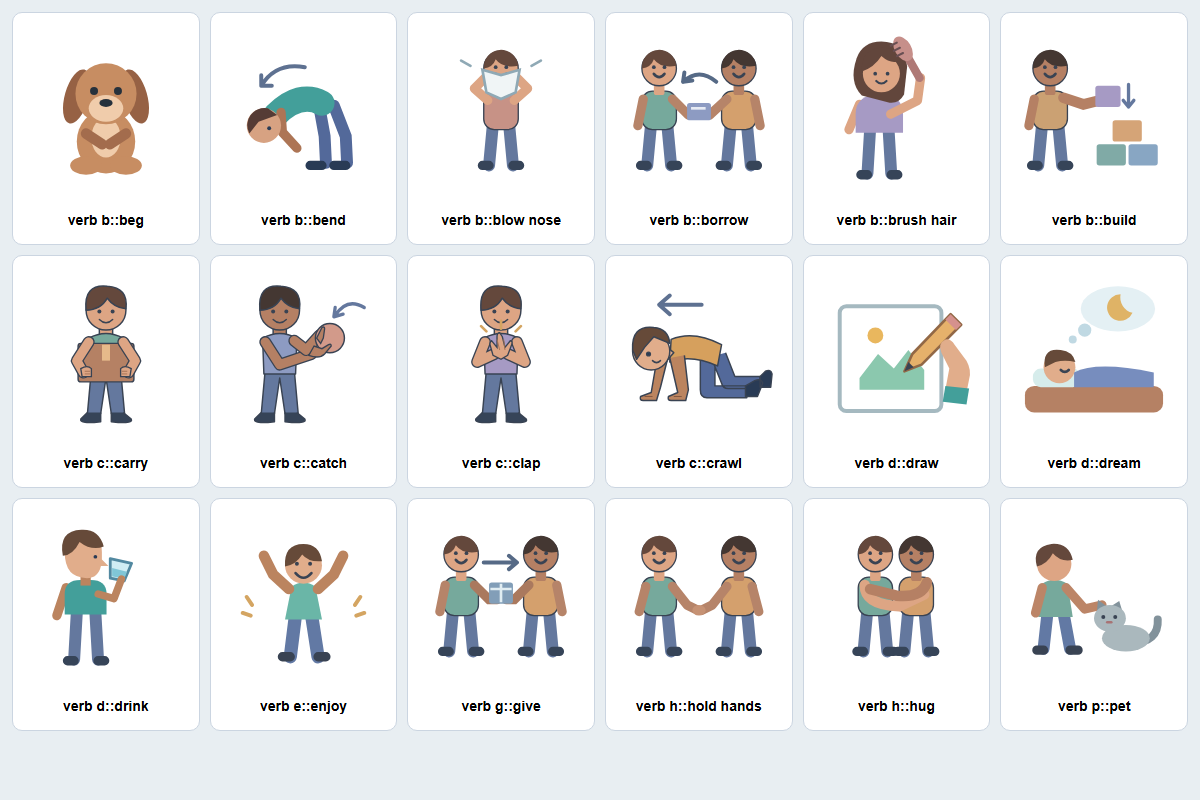 verb b::beg
verb b::bend
verb b::blow nose
verb b::borrow
verb b::brush hair
verb b::build
verb c::carry
verb c::catch
verb c::clap
verb c::crawl
verb d::draw
verb d::dream
verb d::drink
verb e::enjoy
verb g::give
verb h::hold hands
verb h::hug
verb p::pet